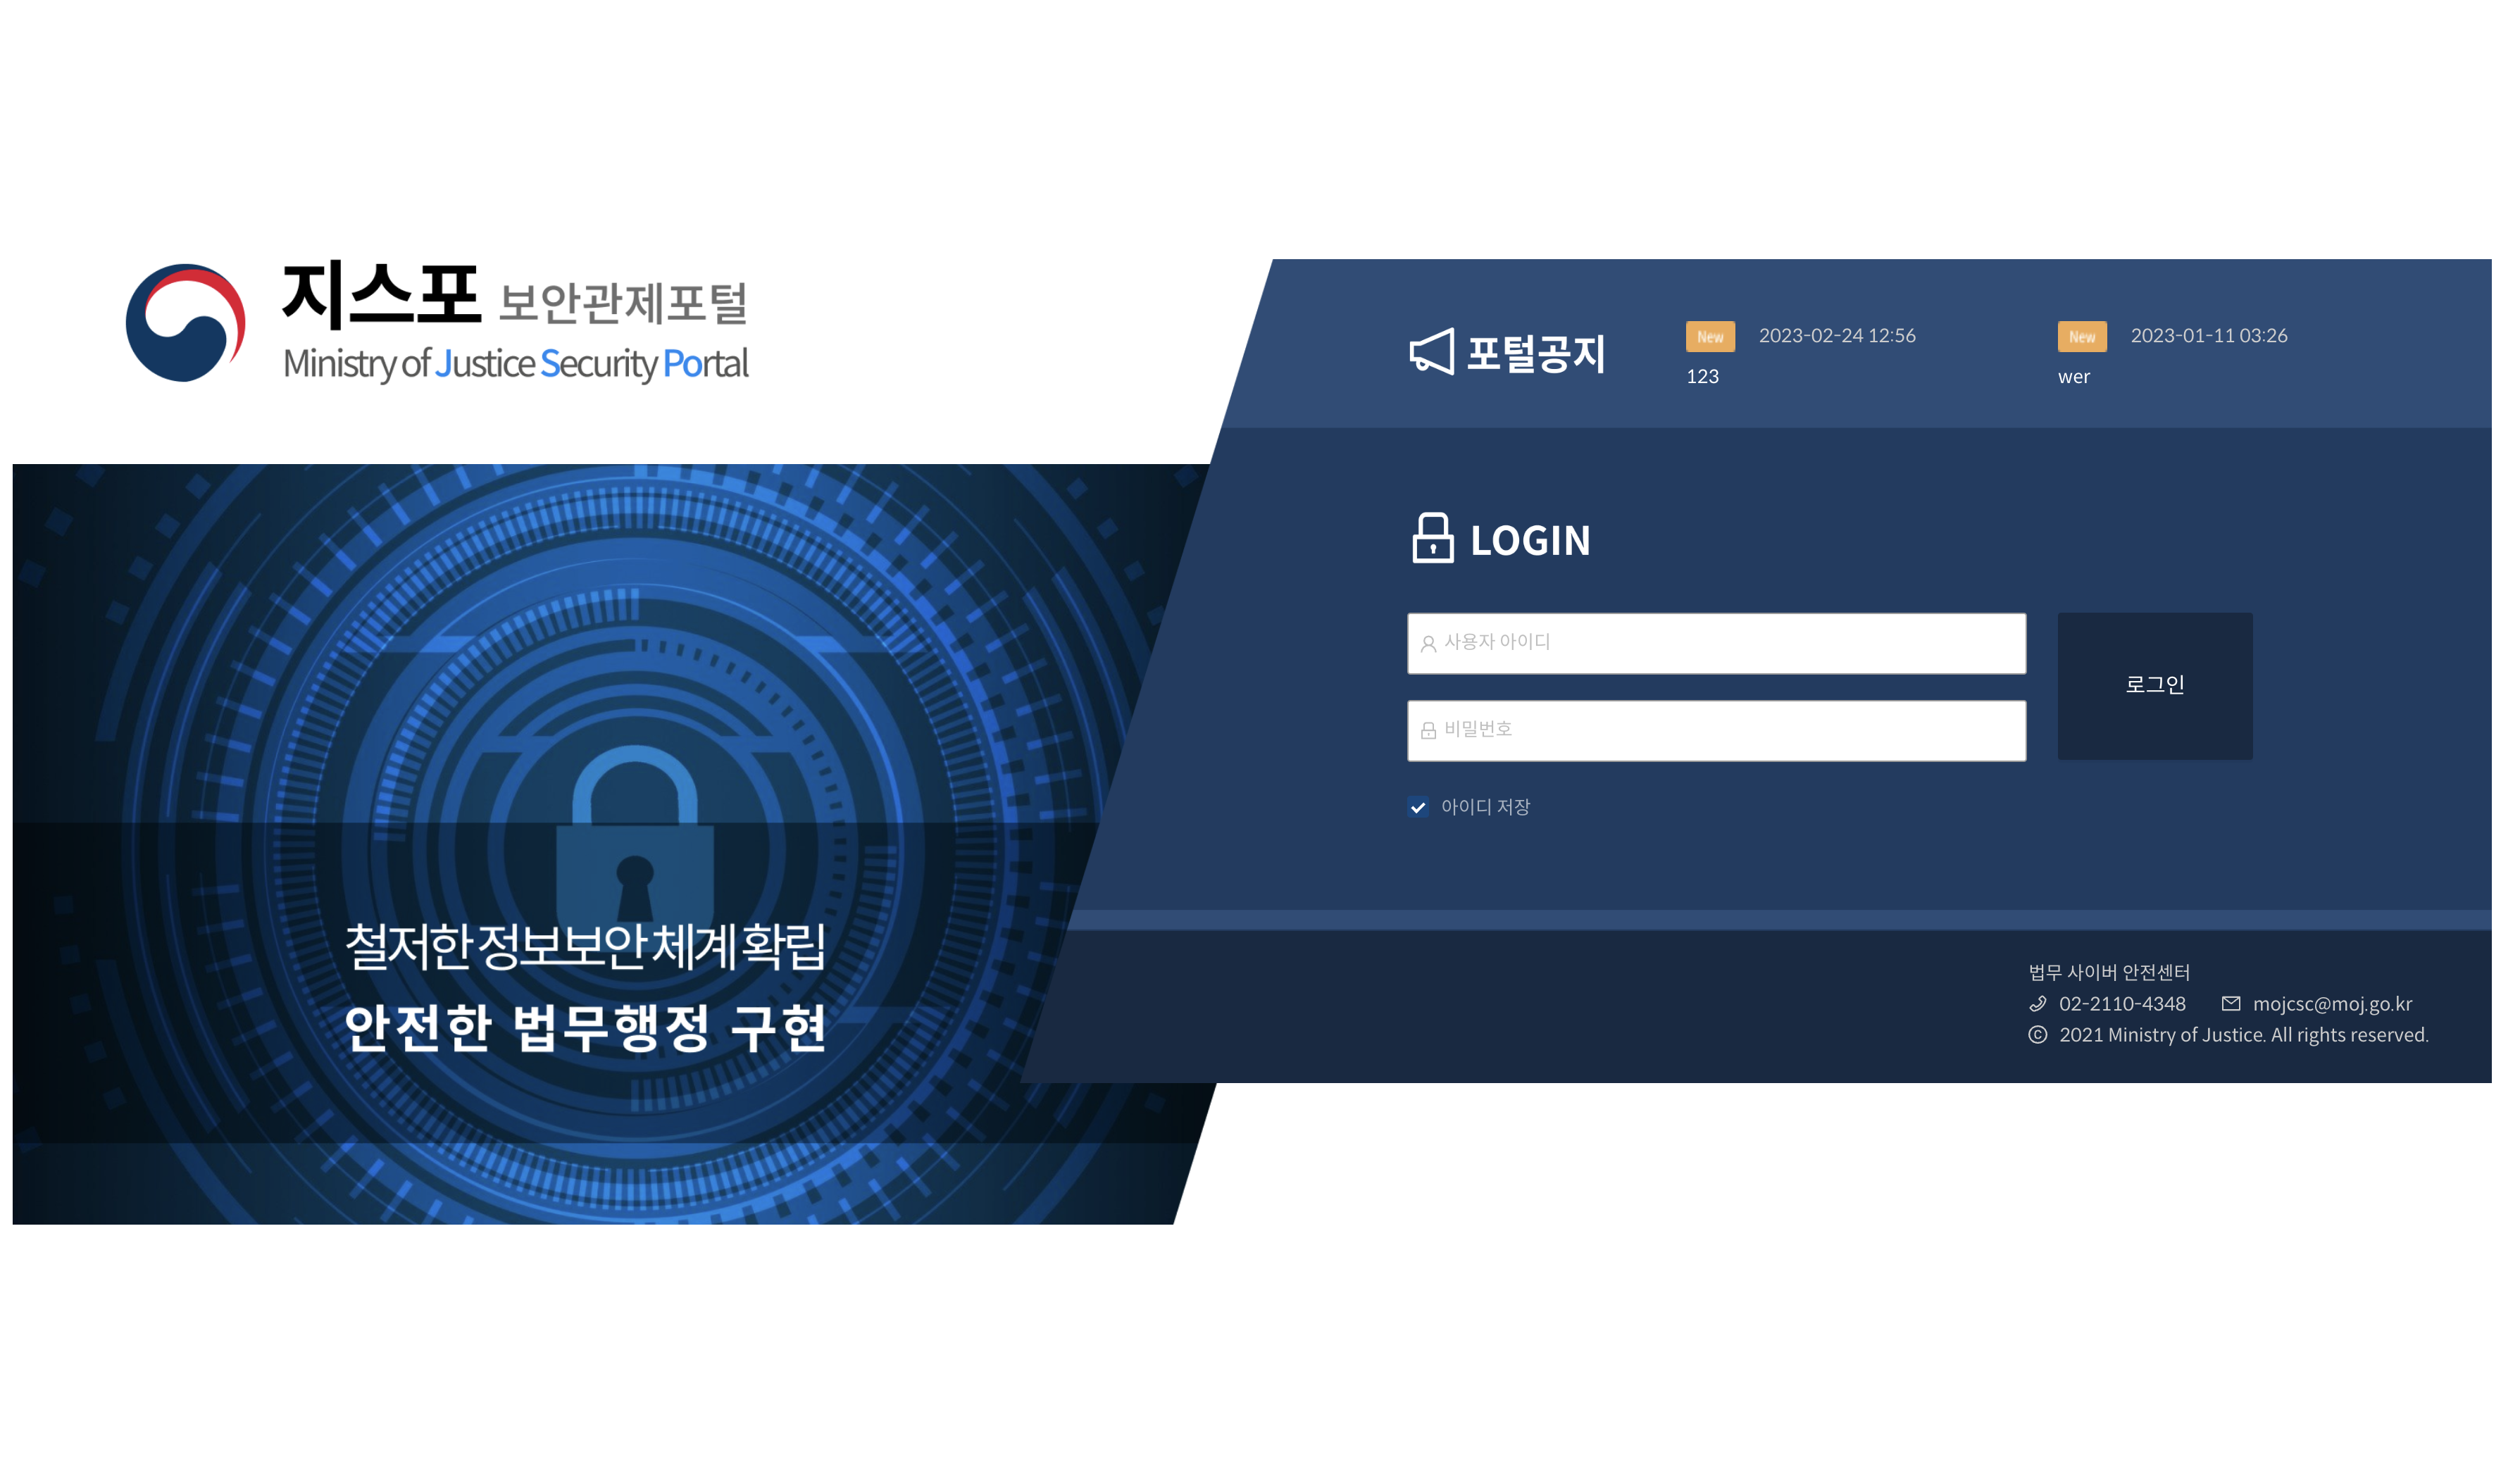 지스포 보안관제포털
Ministry of Justice Security Portal
철저한 정보보안 체계 확립
안전한 법무행정 구현
포털공지
New 2023-02-24 12:56
123
New 2023-01-11 03:26
wer
LOGIN
사용자 아이디
비밀번호
로그인
아이디 저장
법무 사이버 안전센터
02-2110-4348 mojcsc@moj.go.kr
© 2021 Ministry of Justice. All rights reserved.